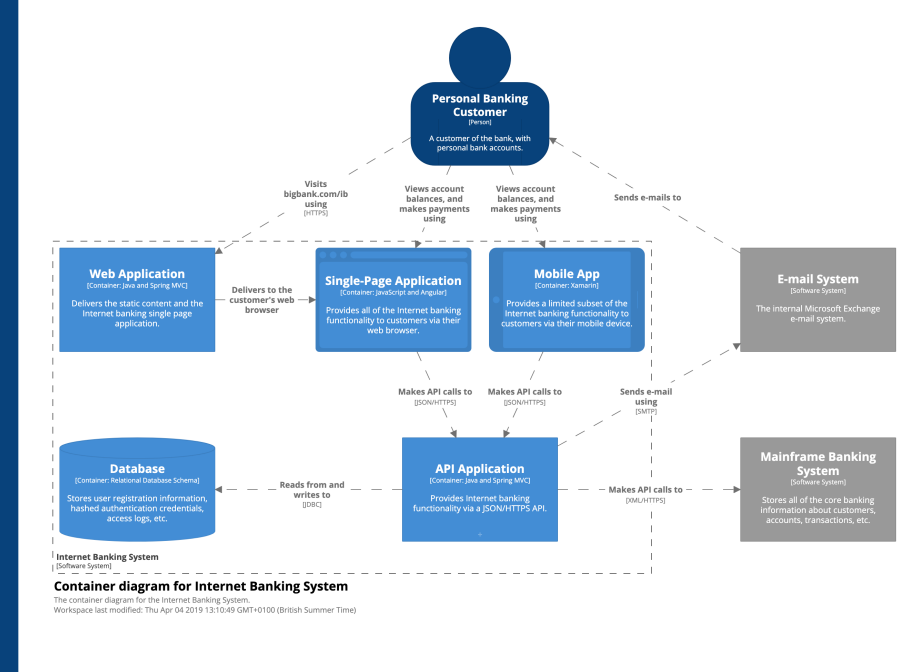 Personal Banking
Customer
[Person]
A customer of the bank, with
personal bank accounts.
Visits
bigbank.com/ib
using
[HTTPS]
Views account
balances, and
makes payments
using
Views account
balances, and
makes payments
using
Sends e-mails to
Web Application
[Container: Java and Spring MVC]
Delivers the static content and the
Internet banking single page
application.
Delivers to the
customer's web
browser
Single-Page Application
[Container: JavaScript and Angular]
Provides all of the Internet banking
functionality to customers via their
web browser.
Mobile App
[Container: Xamarin]
Provides a limited subset of the
Internet banking functionality to
customers via their mobile device.
E-mail System
[Software System]
The internal Microsoft Exchange
e-mail system.
Makes API calls to
[JSON/HTTPS]
Makes API calls to
[JSON/HTTPS]
Sends e-mail
using
[SMTP]
Database
[Container: Relational Database Schema]
Stores user registration information,
hashed authentication credentials,
access logs, etc.
Reads from and
writes to
[JDBC]
API Application
[Container: Java and Spring MVC]
Provides Internet banking
functionality via a JSON/HTTPS API.
Makes API calls to
[XML/HTTPS]
Mainframe Banking
System
[Software System]
Stores all of the core banking
information about customers,
accounts, transactions, etc.
Internet Banking System
[Software System]
Container diagram for Internet Banking System
The container diagram for the Internet Banking System.
Workspace last modified: Thu Apr 04 2019 13:10:49 GMT+0100 (British Summer Time)